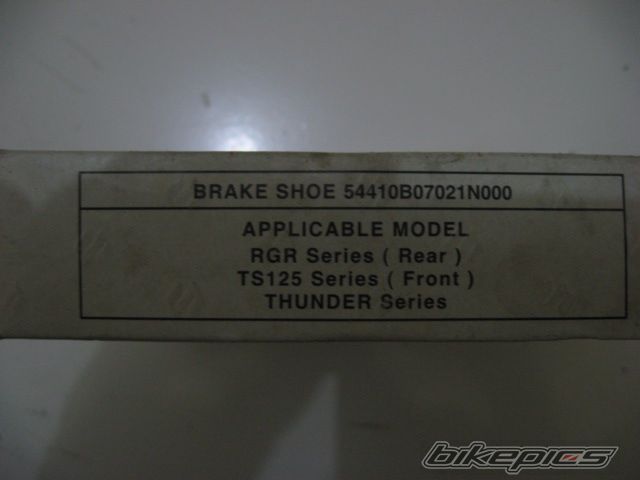 BRAKE SHOE 54410B07021N000
APPLICABLE MODEL
RGR Series ( Rear )
TS125 Series ( Front )
THUNDER Series
bikepics